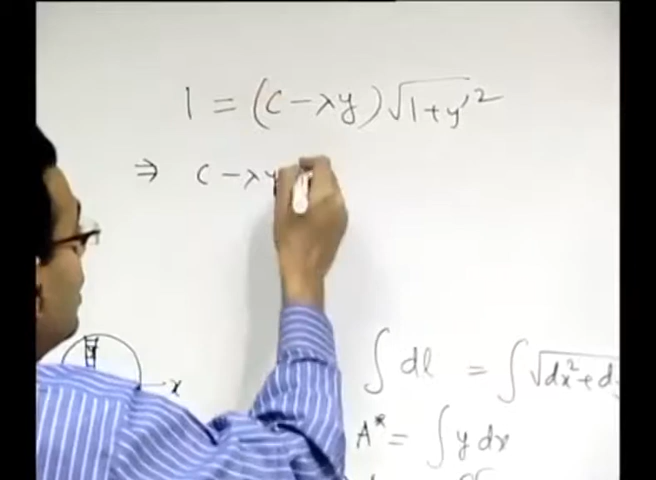 1 = (C - λy) √1 + y'²
⇒ C - λy
x
∫ dl = ∫ √dx² + d
A* = ∫ y dx